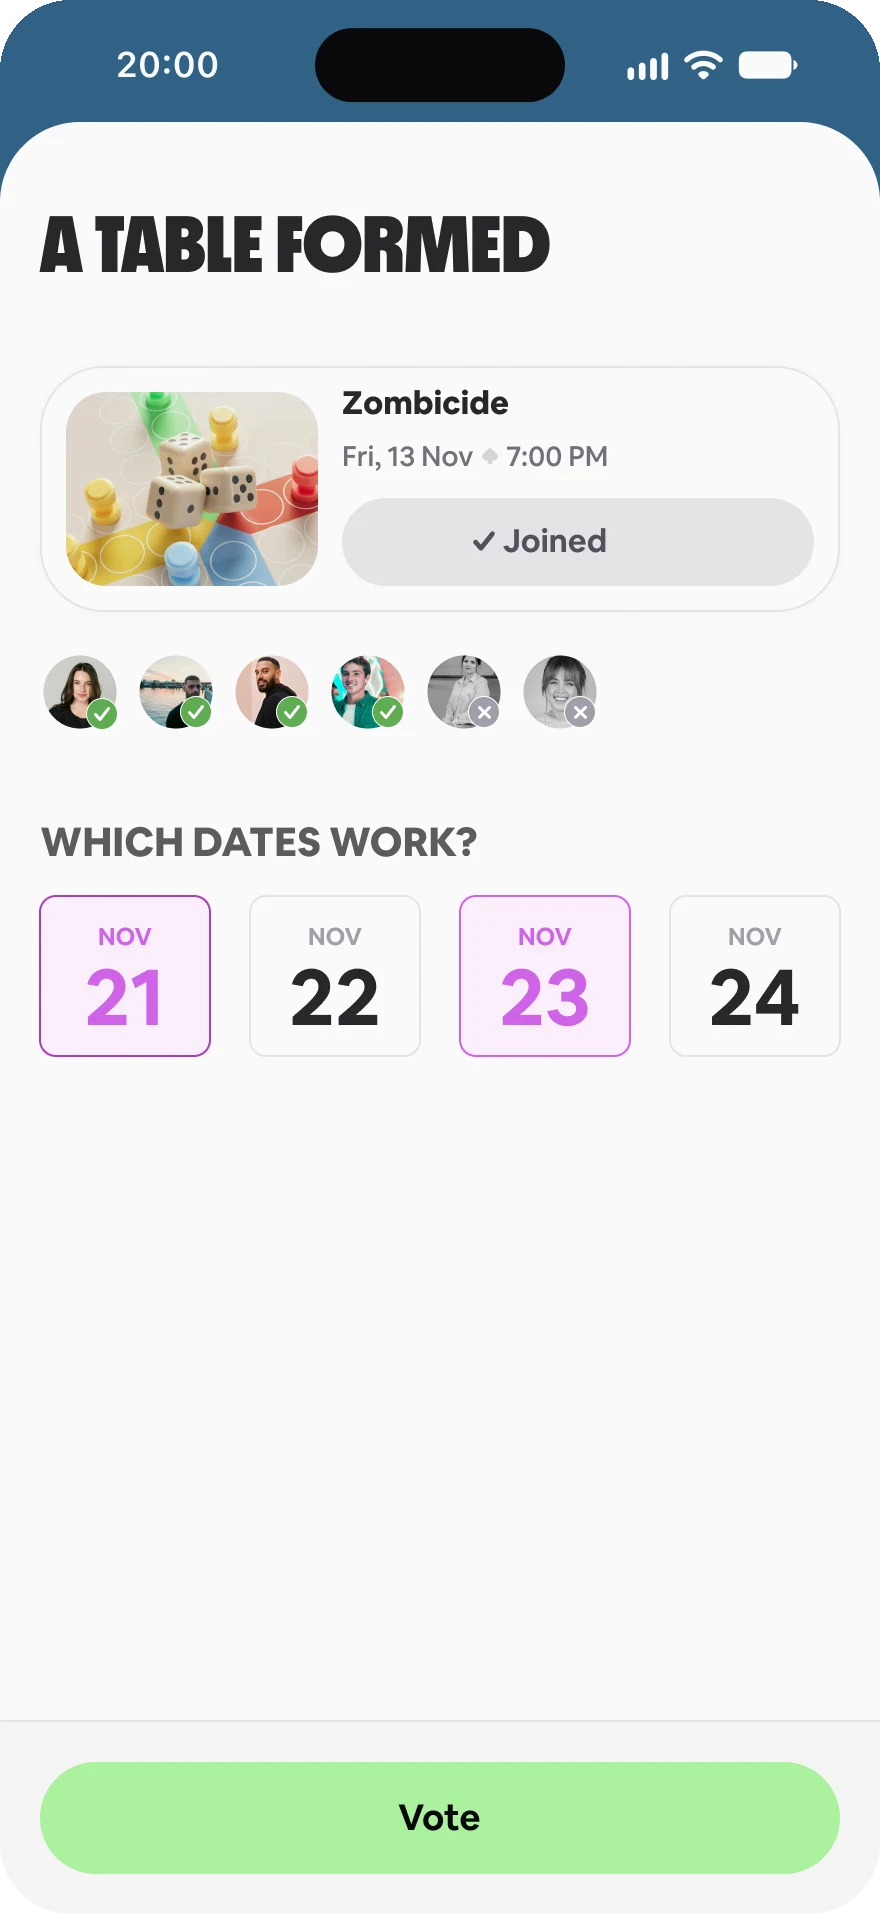 20:00
A TABLE FORMED
Zombicide
Fri, 13 Nov 7:00 PM
Joined
WHICH DATES WORK?
NOV NOV NOV NOV
21 22 23 24
Vote